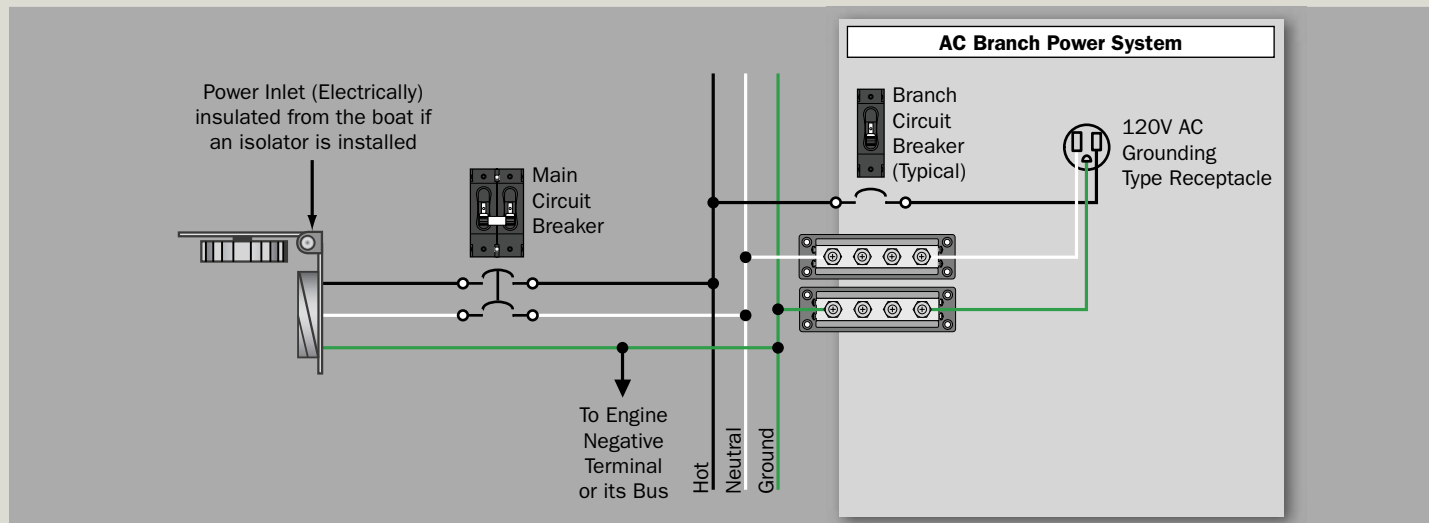 AC Branch Power System
Power Inlet (Electrically)
insulated from the boat if
an isolator is installed
Main
Circuit
Breaker
Branch
Circuit
Breaker
(Typical)
120V AC
Grounding
Type Receptacle
To Engine
Negative
Terminal
or its Bus
Hot
Neutral
Ground